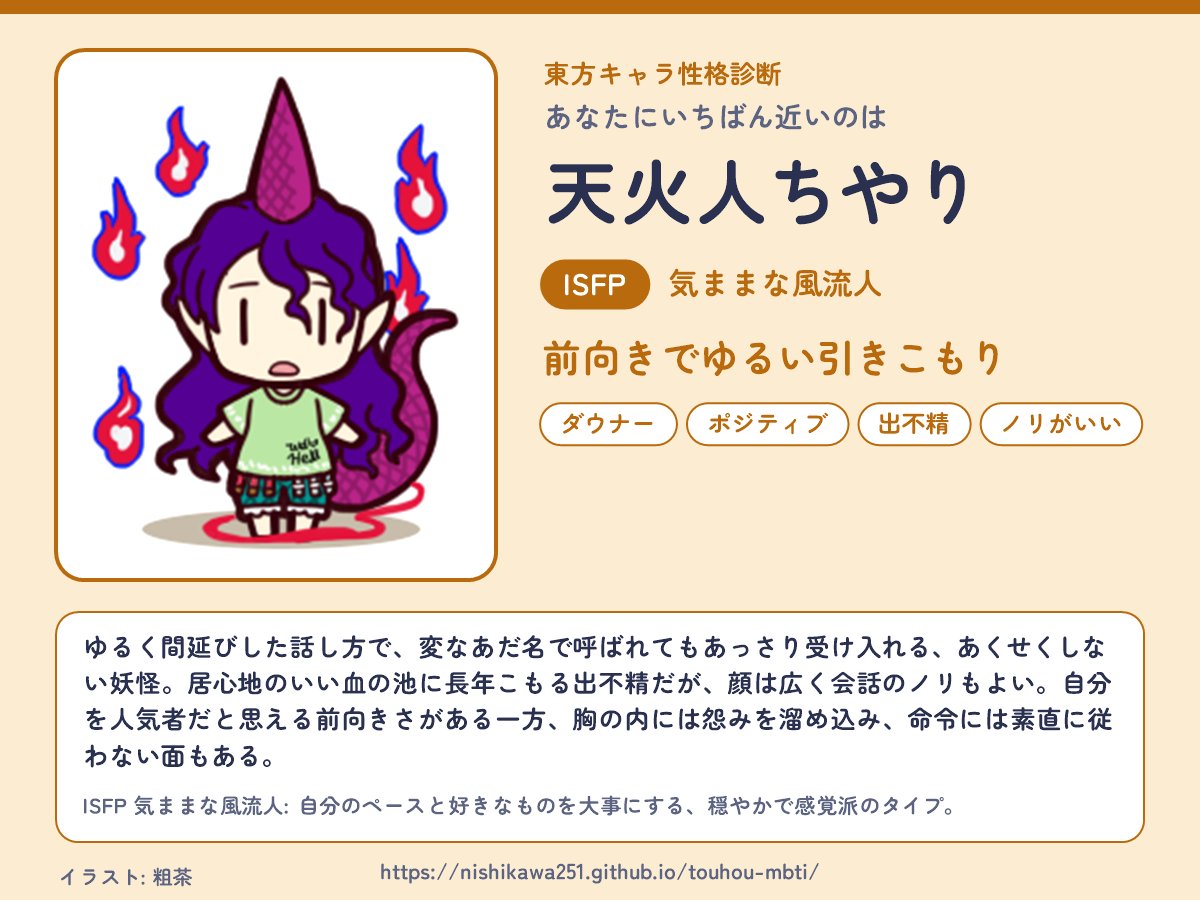 東方キャラ性格診断
あなたにいちばん近いのは
天火人ちやり
ISFP 気ままな風流人
前向きでゆるい引きこもり
ダウナー ポジティブ 出不精 ノリがいい
Hell
ゆるく間延びした話し方で、変なあだ名で呼ばれてもあっさり受け入れる、あくせくしな
い妖怪。居心地のいい血の池に長年こもる出不精だが、顔は広く会話のノリもよい。自分
を人気者だと思える前向きさがある一方、胸の内には怨みを溜め込み、命令には素直に従
わない面もある。
ISFP 気ままな風流人: 自分のペースと好きなものを大事にする、穏やかで感覚派のタイプ。
イラスト: 粗茶
https://nishikawa251.github.io/touhou-mbti/